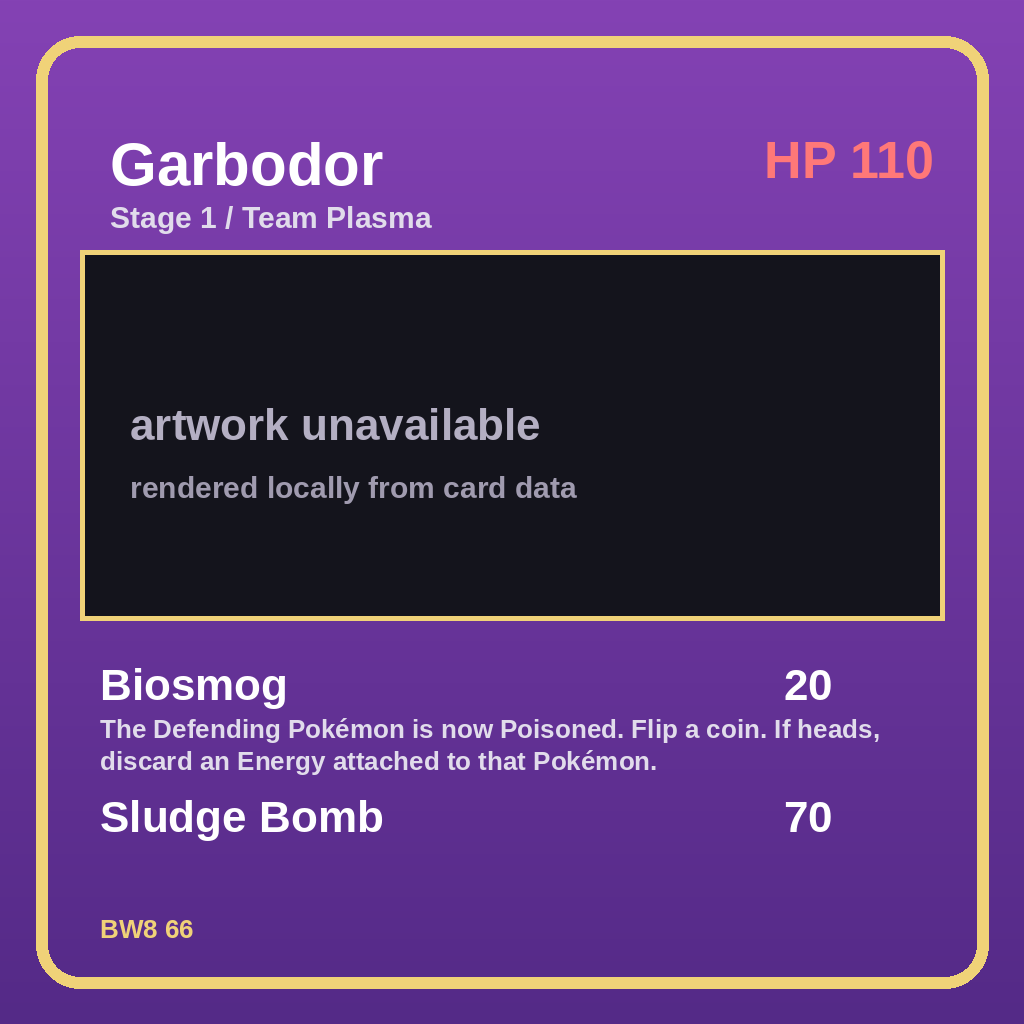 Garbodor
HP 110
Stage 1 / Team Plasma
artwork unavailable
rendered locally from card data
Biosmog 20
The Defending Pokémon is now Poisoned. Flip a coin. If heads,
discard an Energy attached to that Pokémon.
Sludge Bomb 70
BW8 66